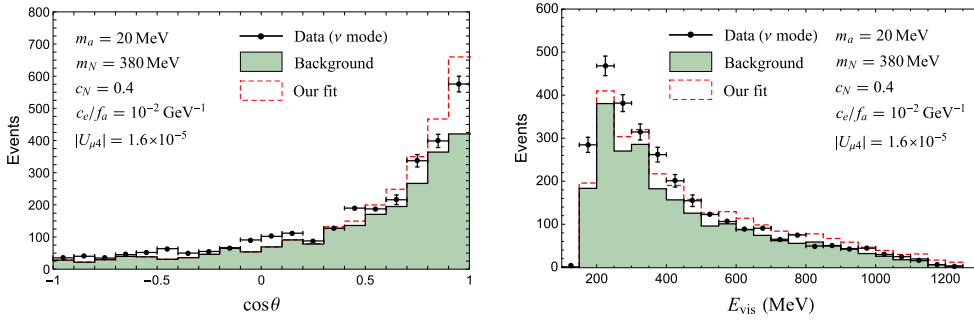 800
700
600
500
400
300
200
100
0
Events
m_a = 20 MeV
m_N = 380 MeV
c_N = 0.4
c_e/f_a = 10⁻² GeV⁻¹
|U_μ4| = 1.6×10⁻⁵
Data (ν mode)
Background
Our fit
-1 -0.5 0 0.5 1
cosθ
600
500
400
300
200
100
0
Events
Data (ν mode)
Background
Our fit
m_a = 20 MeV
m_N = 380 MeV
c_N = 0.4
c_e/f_a = 10⁻² GeV⁻¹
|U_μ4| = 1.6×10⁻⁵
200 400 600 800 1000 1200
E_vis (MeV)